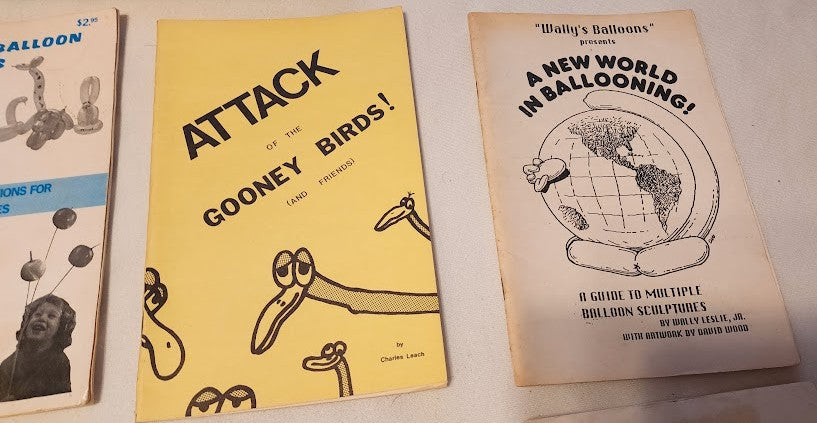 $2.95
BALLOON
S
IONS FOR
ES
ATTACK
OF THE
GOONEY BIRDS!
(AND FRIENDS)
by
Charles Leach
"Wally's Balloons"
presents
A NEW WORLD
IN BALLOONING!
A GUIDE TO MULTIPLE
BALLOON SCULPTURES
BY WALLY LESLIE, JR.
WITH ARTWORK BY DAVID WOOD